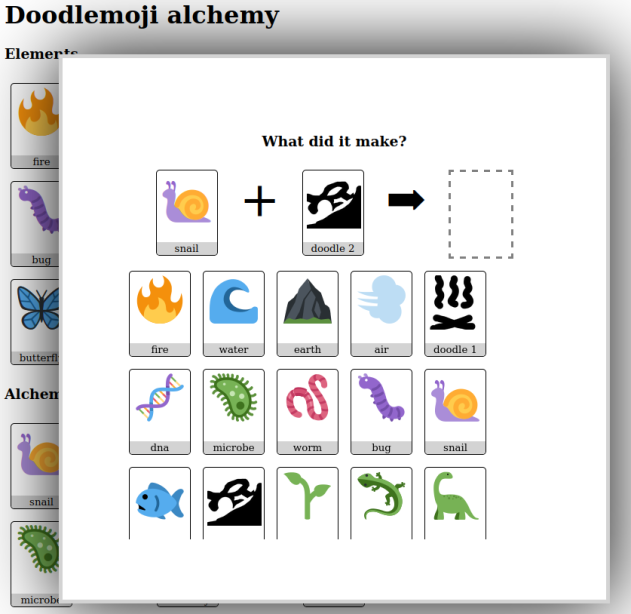 Doodlemoji alchemy
Elements
What did it make?
fire
bug
butterfl
snail
doodle 2
fire
water
earth
air
doodle 1
Alchem
dna
microbe
worm
bug
snail
snail
microbe